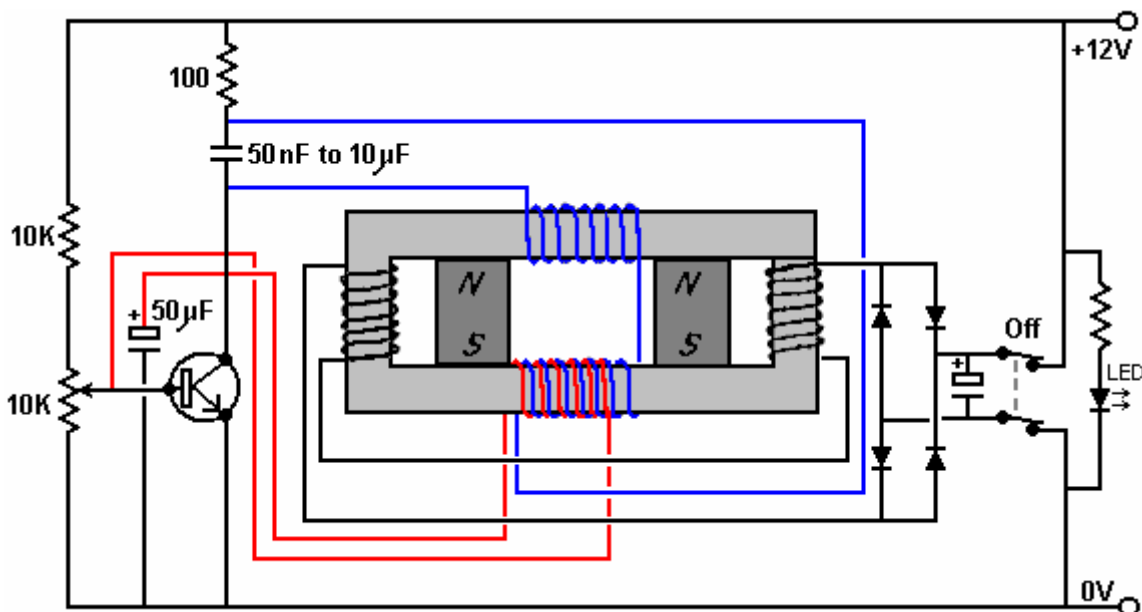 +12V
100
50nF to 10µF
10K
N
N
50µF
+
S
S
Off
+
10K
LED
0V